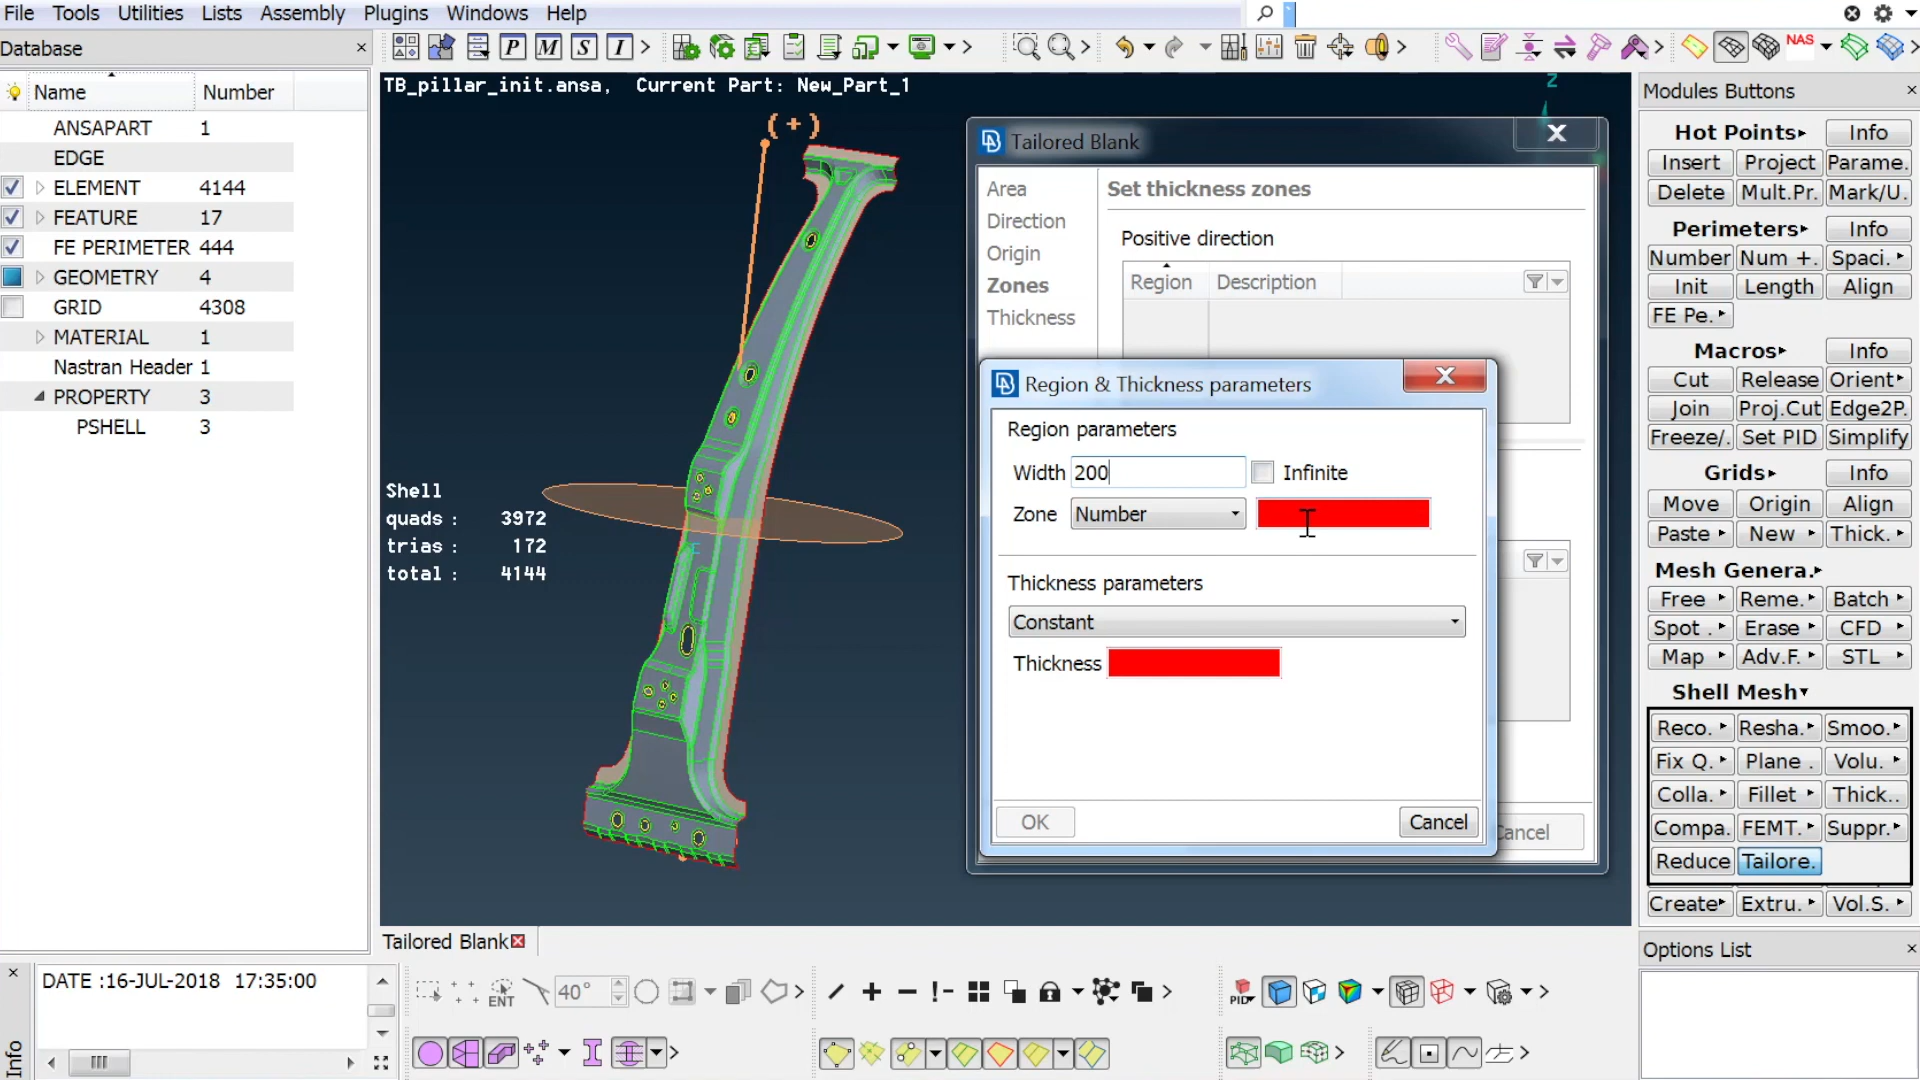 File Tools Utilities Lists Assembly Plugins Windows Help
Database
P M S I
NAS
Name Number
ANSAPART 1
EDGE
ELEMENT 4144
FEATURE 17
FE PERIMETER 444
GEOMETRY 4
GRID 4308
MATERIAL 1
Nastran Header 1
PROPERTY 3
PSHELL 3
TB_pillar_init.ansa, Current Part: New_Part_1
Z
( + )
Shell
quads : 3972
trias : 172
total : 4144
Tailored Blank
Area
Direction
Origin
Zones
Thickness
Set thickness zones
Positive direction
Region Description
Region & Thickness parameters
Region parameters
Width 200 Infinite
Zone Number
Thickness parameters
Constant
Thickness
OK Cancel
Cancel
Modules Buttons
Hot Points Info
Insert Project Parame.
Delete Mult.Pr. Mark/U.
Perimeters Info
Number Num +. Spaci.
Init Length Align
FE Pe.
Macros Info
Cut Release Orient
Join Proj.Cut Edge2P.
Freeze/. Set PID Simplify
Grids Info
Move Origin Align
Paste New Thick.
Mesh Genera.
Free Reme. Batch
Spot . Erase CFD
Map Adv.F. STL
Shell Mesh
Reco. Resha. Smoo.
Fix Q. Plane . Volu.
Colla. Fillet Thick..
Compa. FEMT. Suppr.
Reduce Tailore.
Create Extru. Vol.S.
Options List
Tailored Blank
DATE :16-JUL-2018 17:35:00
Info
ENT 40°
PID